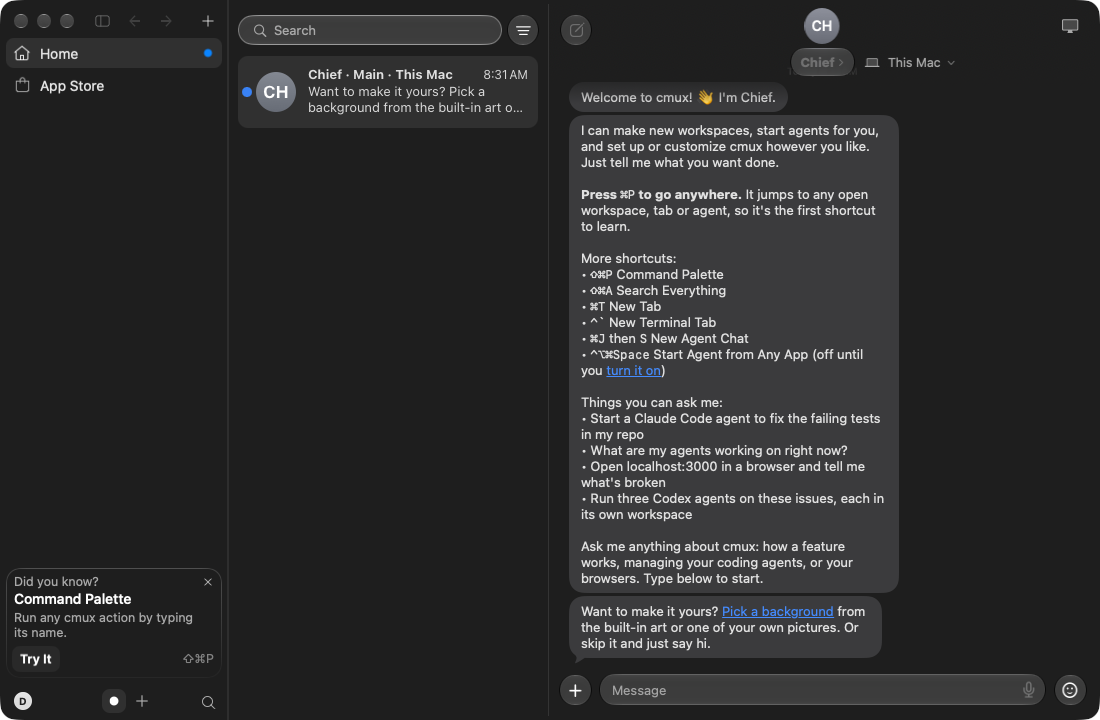 Home
App Store
Did you know?
Command Palette
Run any cmux action by typing
its name.
Try It
⇧⌘P
D
Search
Chief · Main · This Mac
8:31 AM
CH
Want to make it yours? Pick a
background from the built-in art o...
CH
Chief
This Mac
Welcome to cmux! 👋 I'm Chief.
I can make new workspaces, start agents for you,
and set up or customize cmux however you like.
Just tell me what you want done.
Press ⌘P to go anywhere. It jumps to any open
workspace, tab or agent, so it's the first shortcut
to learn.
More shortcuts:
• ⇧⌘P Command Palette
• ⇧⌘A Search Everything
• ⌘T New Tab
• ^` New Terminal Tab
• ⌘J then S New Agent Chat
• ^⌥⌘Space Start Agent from Any App (off until
you turn it on)
Things you can ask me:
• Start a Claude Code agent to fix the failing tests
in my repo
• What are my agents working on right now?
• Open localhost:3000 in a browser and tell me
what's broken
• Run three Codex agents on these issues, each in
its own workspace
Ask me anything about cmux: how a feature
works, managing your coding agents, or your
browsers. Type below to start.
Want to make it yours? Pick a background from
the built-in art or one of your own pictures. Or
skip it and just say hi.
Message